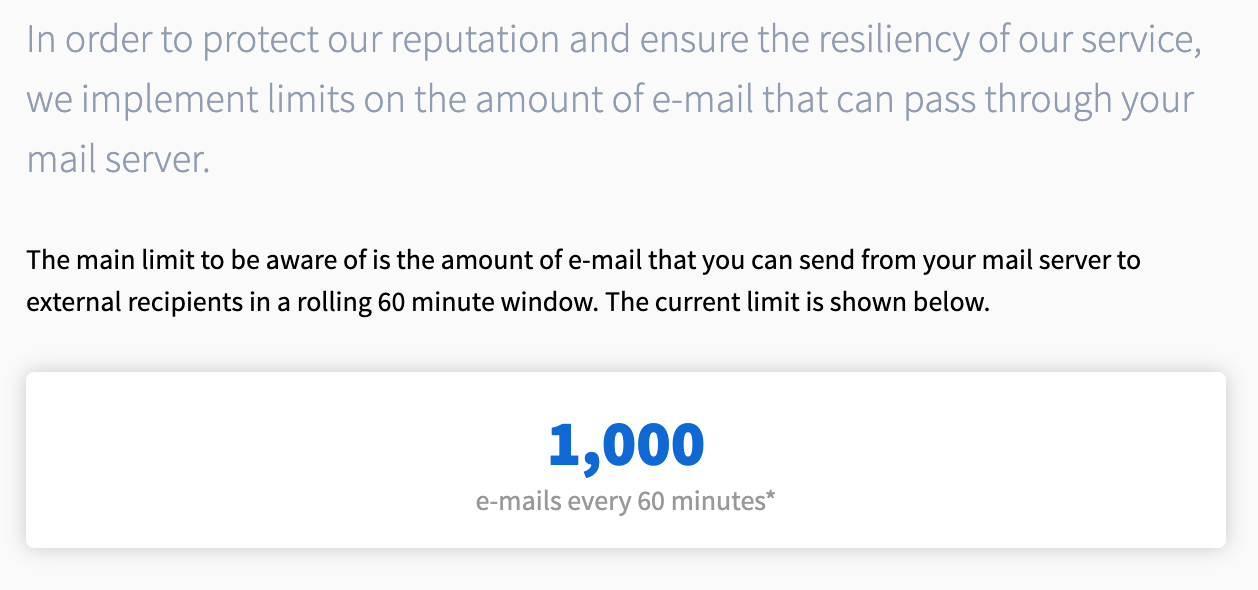 In order to protect our reputation and ensure the resiliency of our service,
we implement limits on the amount of e-mail that can pass through your
mail server.
The main limit to be aware of is the amount of e-mail that you can send from your mail server to
external recipients in a rolling 60 minute window. The current limit is shown below.
1,000
e-mails every 60 minutes*